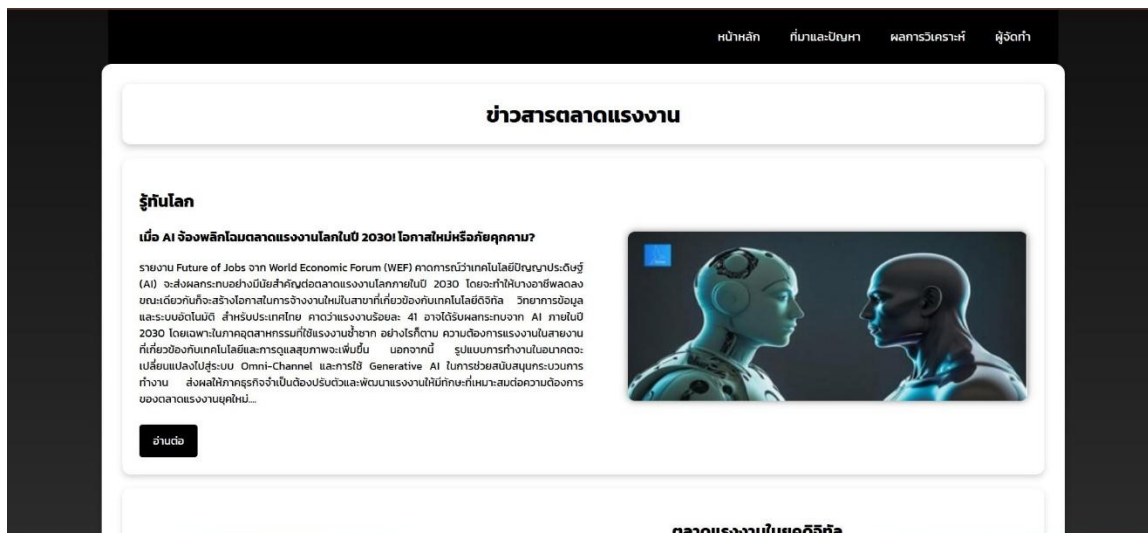 หน้าหลัก ที่มาและปัญหา ผลการวิเคราะห์ ผู้จัดทำ
ข่าวสารตลาดแรงงาน
รู้ทันโลก
เมื่อ AI จ้องพลิกโฉมตลาดแรงงานโลกในปี 2030! โอกาสใหม่หรือภัยคุกคาม?
รายงาน Future of Jobs จาก World Economic Forum (WEF) คาดการณ์ว่าเทคโนโลยีปัญญาประดิษฐ์
(AI) จะส่งผลกระทบอย่างมีนัยสำคัญต่อตลาดแรงงานโลกภายในปี 2030 โดยจะทำให้บางอาชีพลดลง
ขณะเดียวกันก็จะสร้างโอกาสในการจ้างงานใหม่ในสาขาที่เกี่ยวข้องกับเทคโนโลยีดิจิทัล วิทยาการข้อมูล
และระบบอัตโนมัติ สำหรับประเทศไทย คาดว่าแรงงานร้อยละ 41 อาจได้รับผลกระทบจาก AI ภายในปี
2030 โดยเฉพาะในภาคอุตสาหกรรมที่ใช้แรงงานซ้ำซาก อย่างไรก็ตาม ความต้องการแรงงานในสายงาน
ที่เกี่ยวข้องกับเทคโนโลยีและการดูแลสุขภาพจะเพิ่มขึ้น นอกจากนี้ รูปแบบการทำงานในอนาคตจะ
เปลี่ยนแปลงไปสู่ระบบ Omni-Channel และการใช้ Generative AI ในการช่วยสนับสนุนกระบวนการ
ทำงาน ส่งผลให้ภาคธุรกิจจำเป็นต้องปรับตัวและพัฒนาแรงงานให้มีทักษะที่เหมาะสมต่อความต้องการ
ของตลาดแรงงานยุคใหม่....
อ่านต่อ
ตลาดแรงงานในยุคดิจิทัล